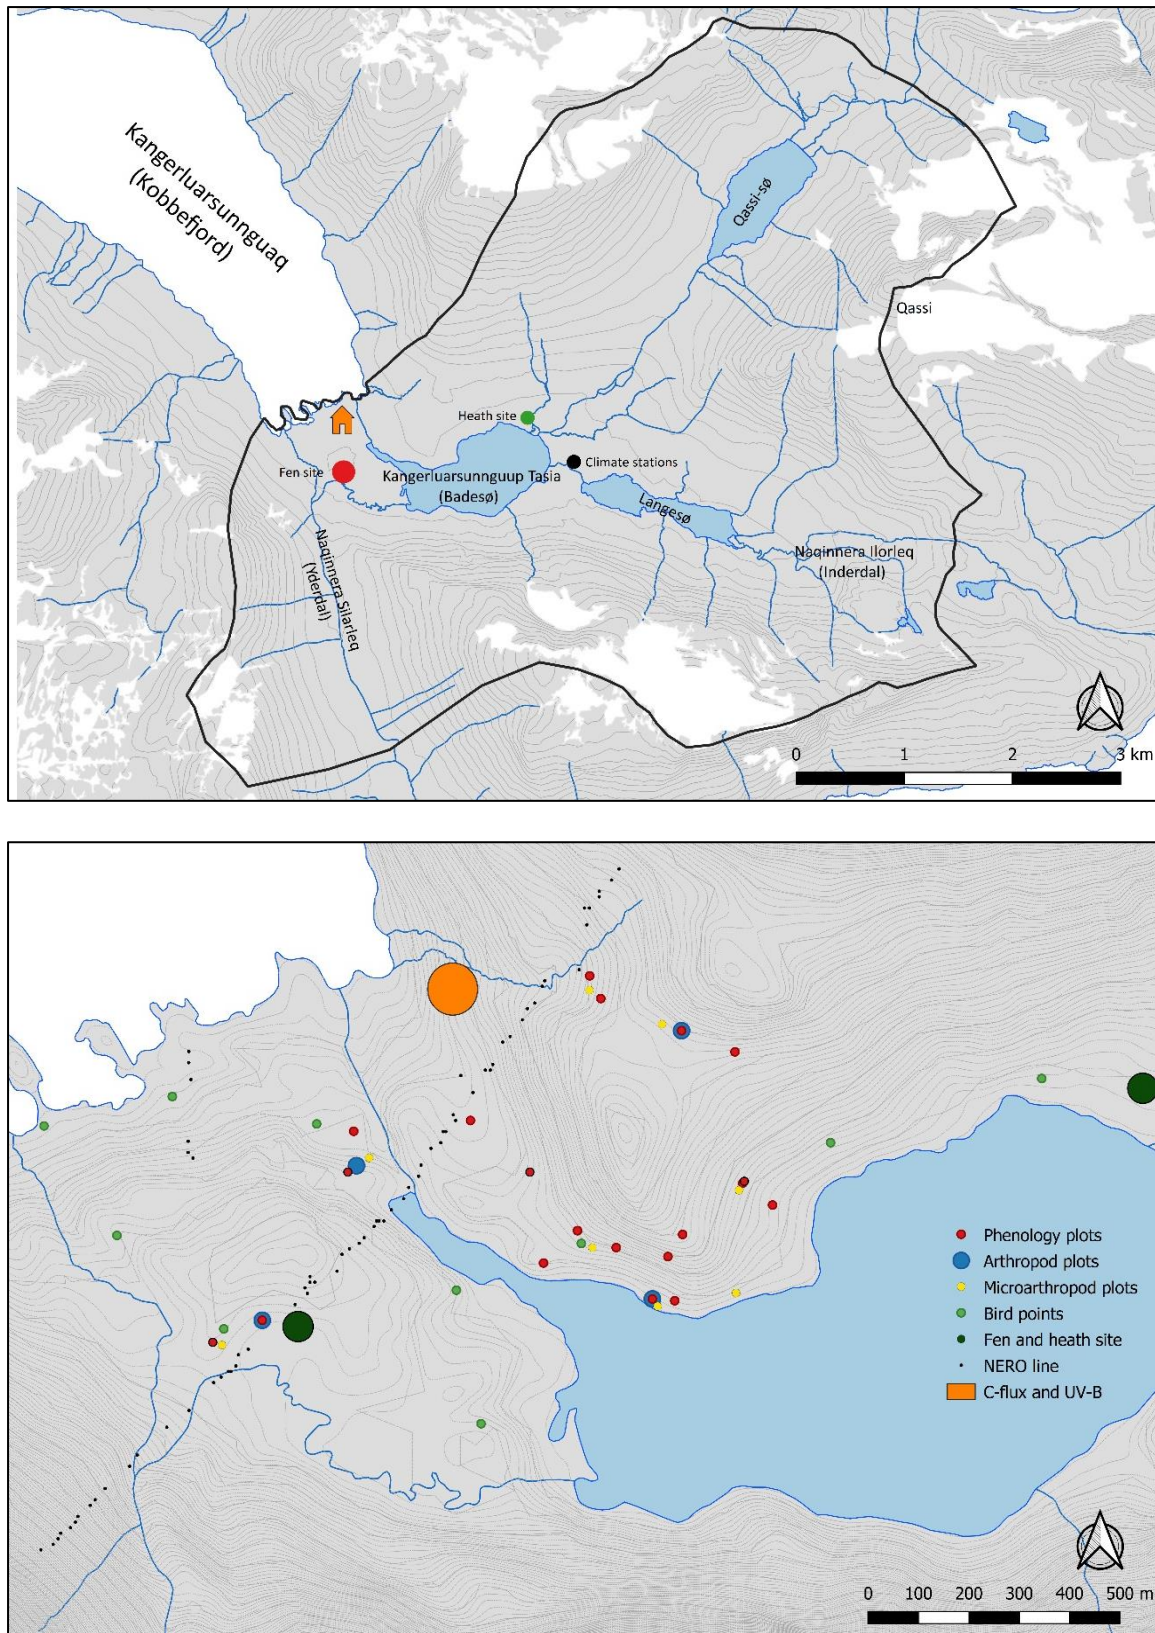 Kangerluarsunnguaq
(Kobbefjord)
Qassi-sø
Qassi
Heath site
Climate stations
Fen site
Kangerluarsunnguup Tasia
(Badesø)
Langesø
Naqinnera Ilorleq
(Inderdal)
Naqinnera Silarleq
(Yderdal)
0 1 2 3 km
Phenology plots
Arthropod plots
Microarthropod plots
Bird points
Fen and heath site
NERO line
C-flux and UV-B
0 100 200 300 400 500 m